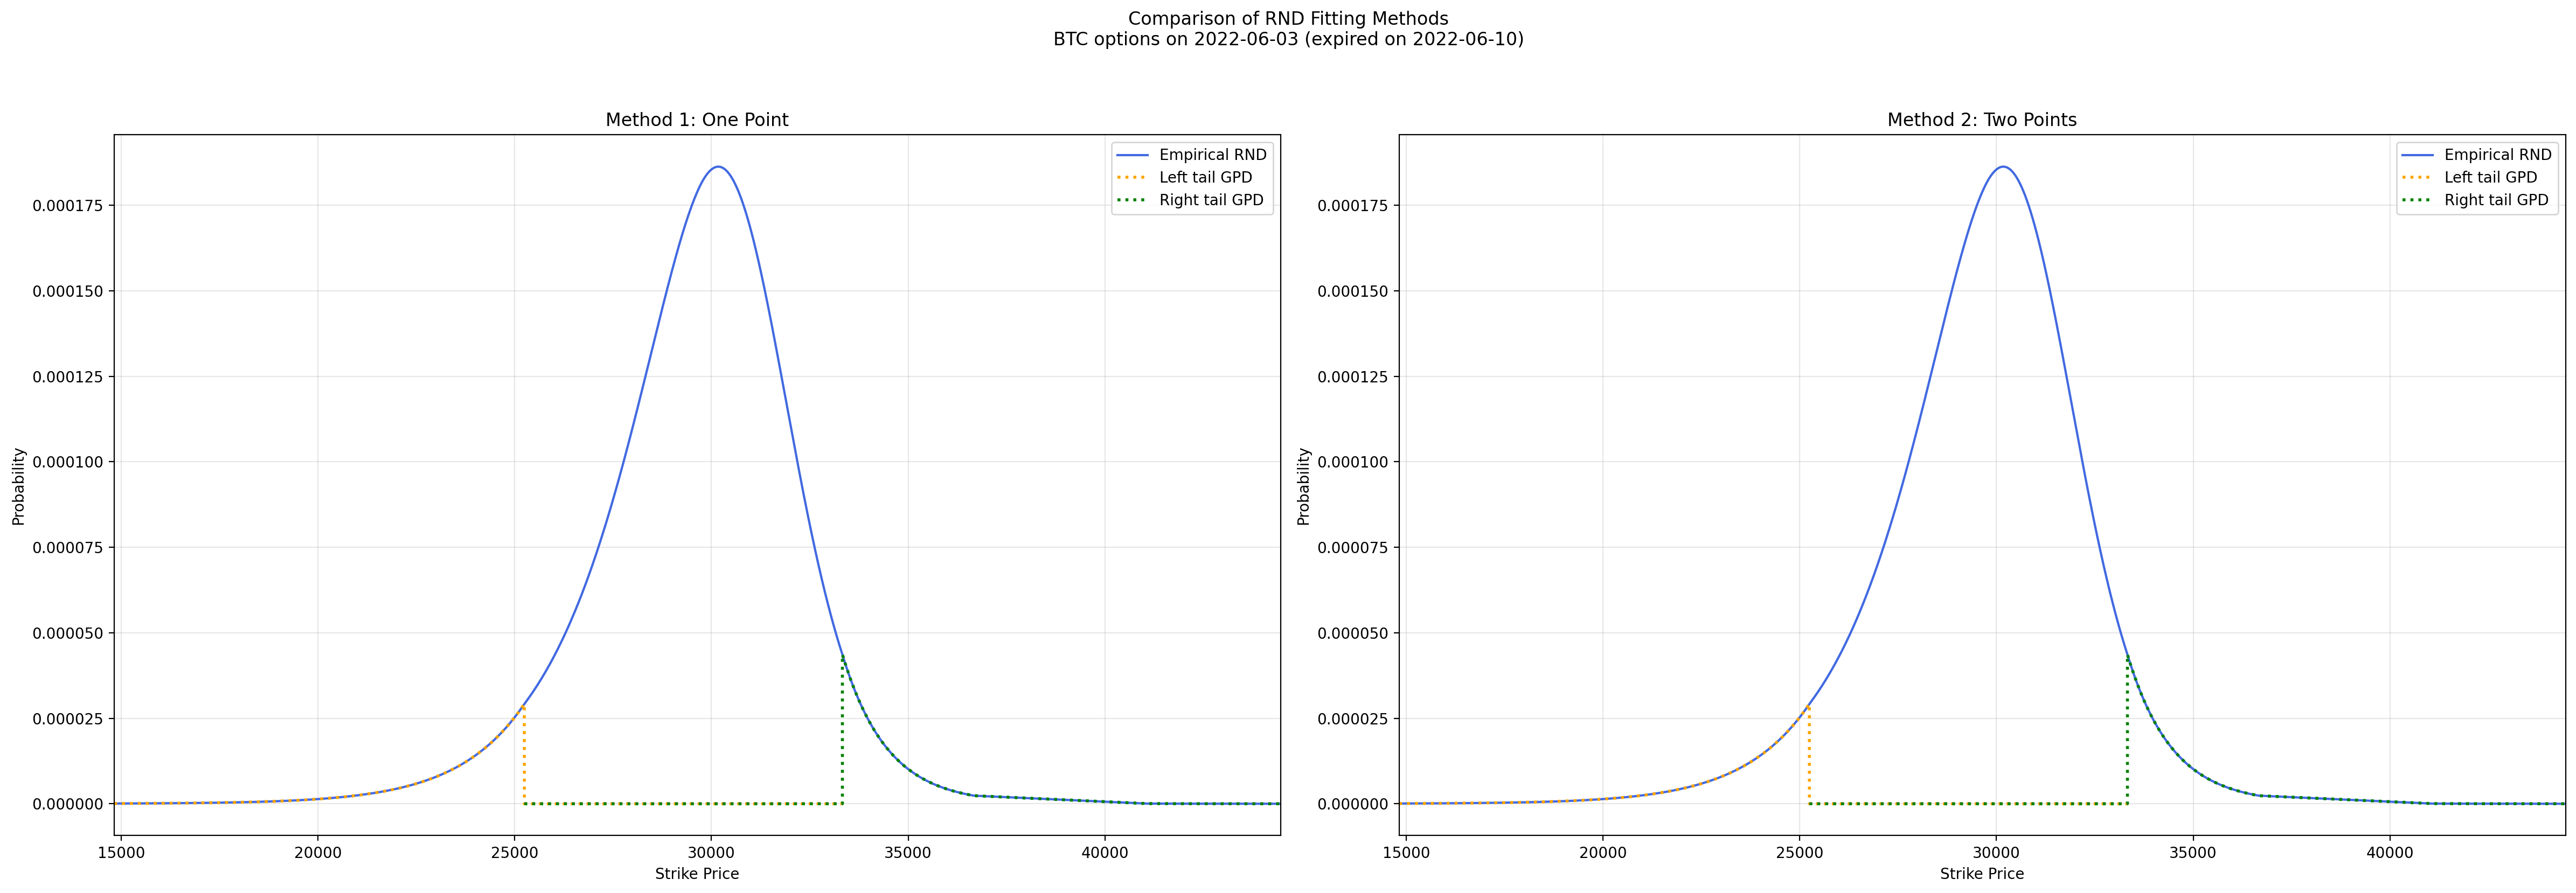 Comparison of RND Fitting Methods
BTC options on 2022-06-03 (expired on 2022-06-10)
Method 1: One Point
Empirical RND
Left tail GPD
Right tail GPD
0.000175
0.000150
0.000125
0.000100
0.000075
0.000050
0.000025
0.000000
Probability
15000 20000 25000 30000 35000 40000
Strike Price
Method 2: Two Points
Empirical RND
Left tail GPD
Right tail GPD
0.000175
0.000150
0.000125
0.000100
0.000075
0.000050
0.000025
0.000000
Probability
15000 20000 25000 30000 35000 40000
Strike Price